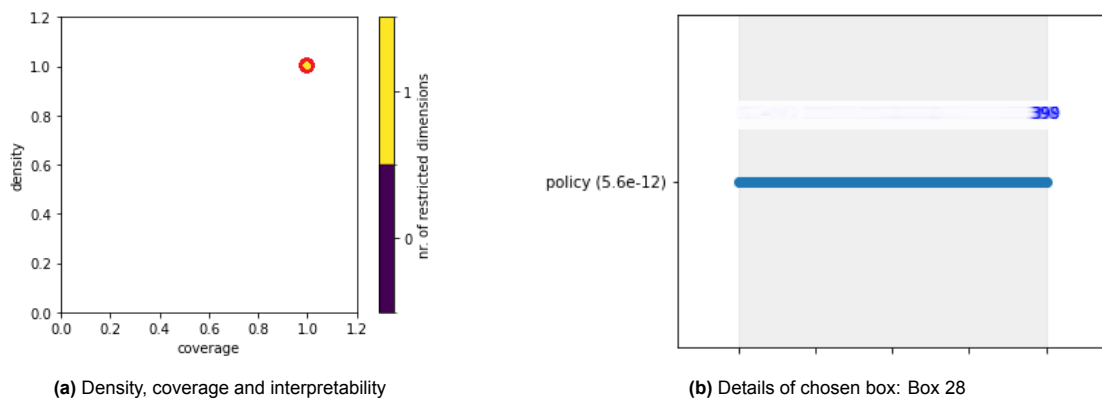 1.2
1.0
0.8
0.6
0.4
0.2
0.0
density
0.0 0.2 0.4 0.6 0.8 1.0 1.2
coverage
1
0
nr. of restricted dimensions
(a) Density, coverage and interpretability
policy (5.6e-12)
(b) Details of chosen box: Box 28